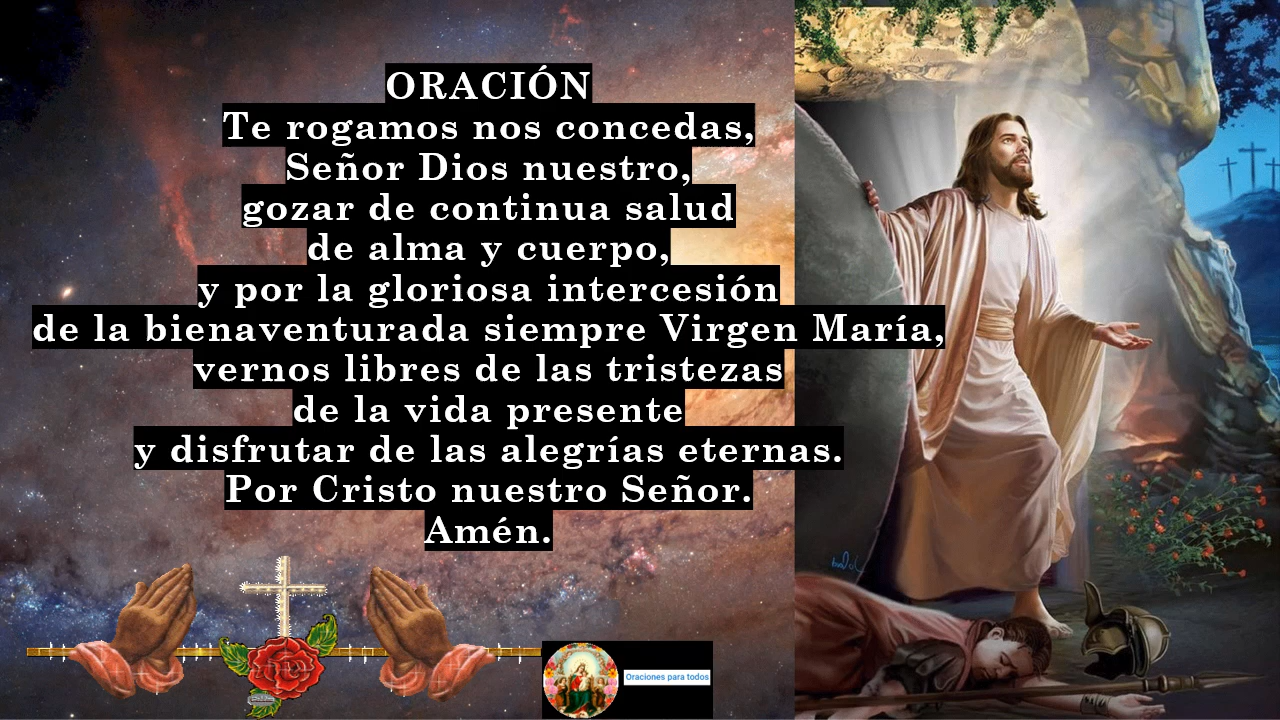 ORACIÓN
Te rogamos nos concedas,
Señor Dios nuestro,
gozar de continua salud
de alma y cuerpo,
y por la gloriosa intercesión
de la bienaventurada siempre Virgen María,
vernos libres de las tristezas
de la vida presente
y disfrutar de las alegrías eternas.
Por Cristo nuestro Señor.
Amén.
Oraciones para todos